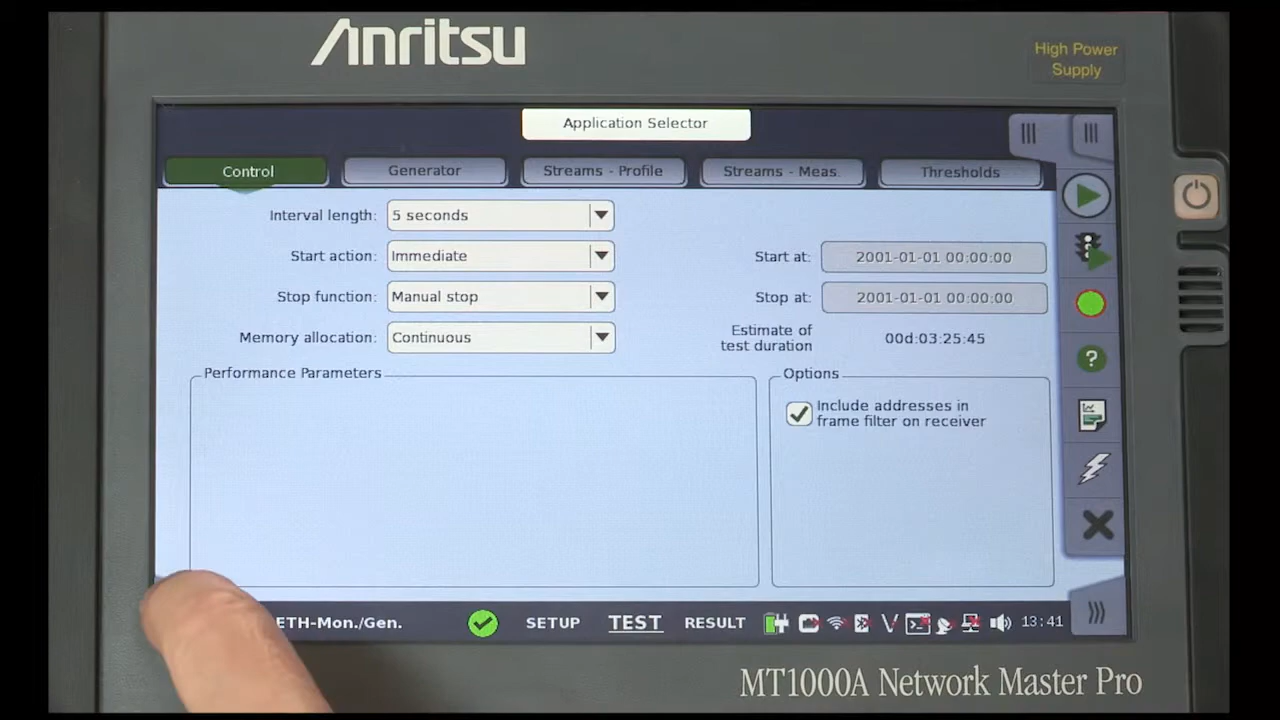 Anritsu
High Power
Supply
Application Selector
Control
Generator
Streams - Profile
Streams - Meas.
Thresholds
Interval length:
5 seconds
Start action:
Immediate
Start at:
2001-01-01 00:00:00
Stop function:
Manual stop
Stop at:
2001-01-01 00:00:00
Memory allocation:
Continuous
Estimate of
test duration
00d:03:25:45
Performance Parameters
Options
Include addresses in
frame filter on receiver
?
ETH-Mon./Gen.
SETUP
TEST
RESULT
13:41
MT1000A Network Master Pro